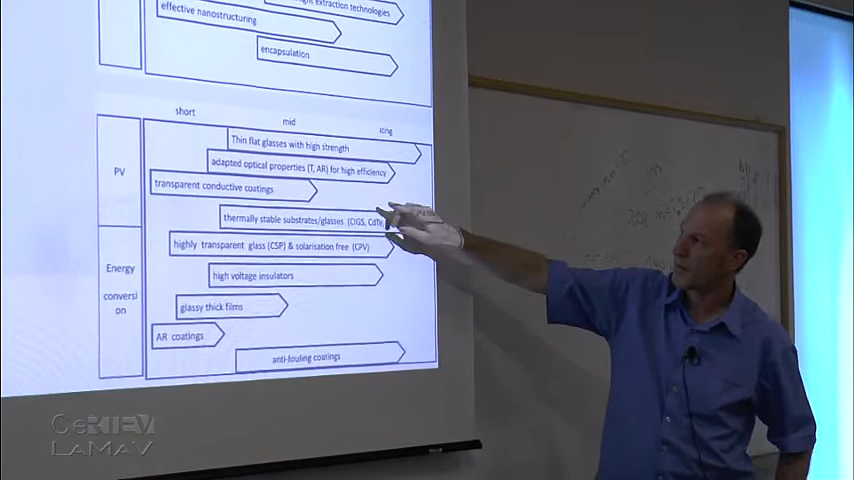 light extraction technologies
effective nanostructuring
encapsulation
short
mid
long
PV
Thin flat glasses with high strength
adapted optical properties (T, AR) for high efficiency
transparent conductive coatings
thermally stable substrates/glasses (CIGS, CdTe
highly transparent glass (CSP) & solarisation free (CPV)
Energy
conversi
on
high voltage insulators
glassy thick films
AR coatings
anti-fouling coatings
CeRTEV
LAMAV